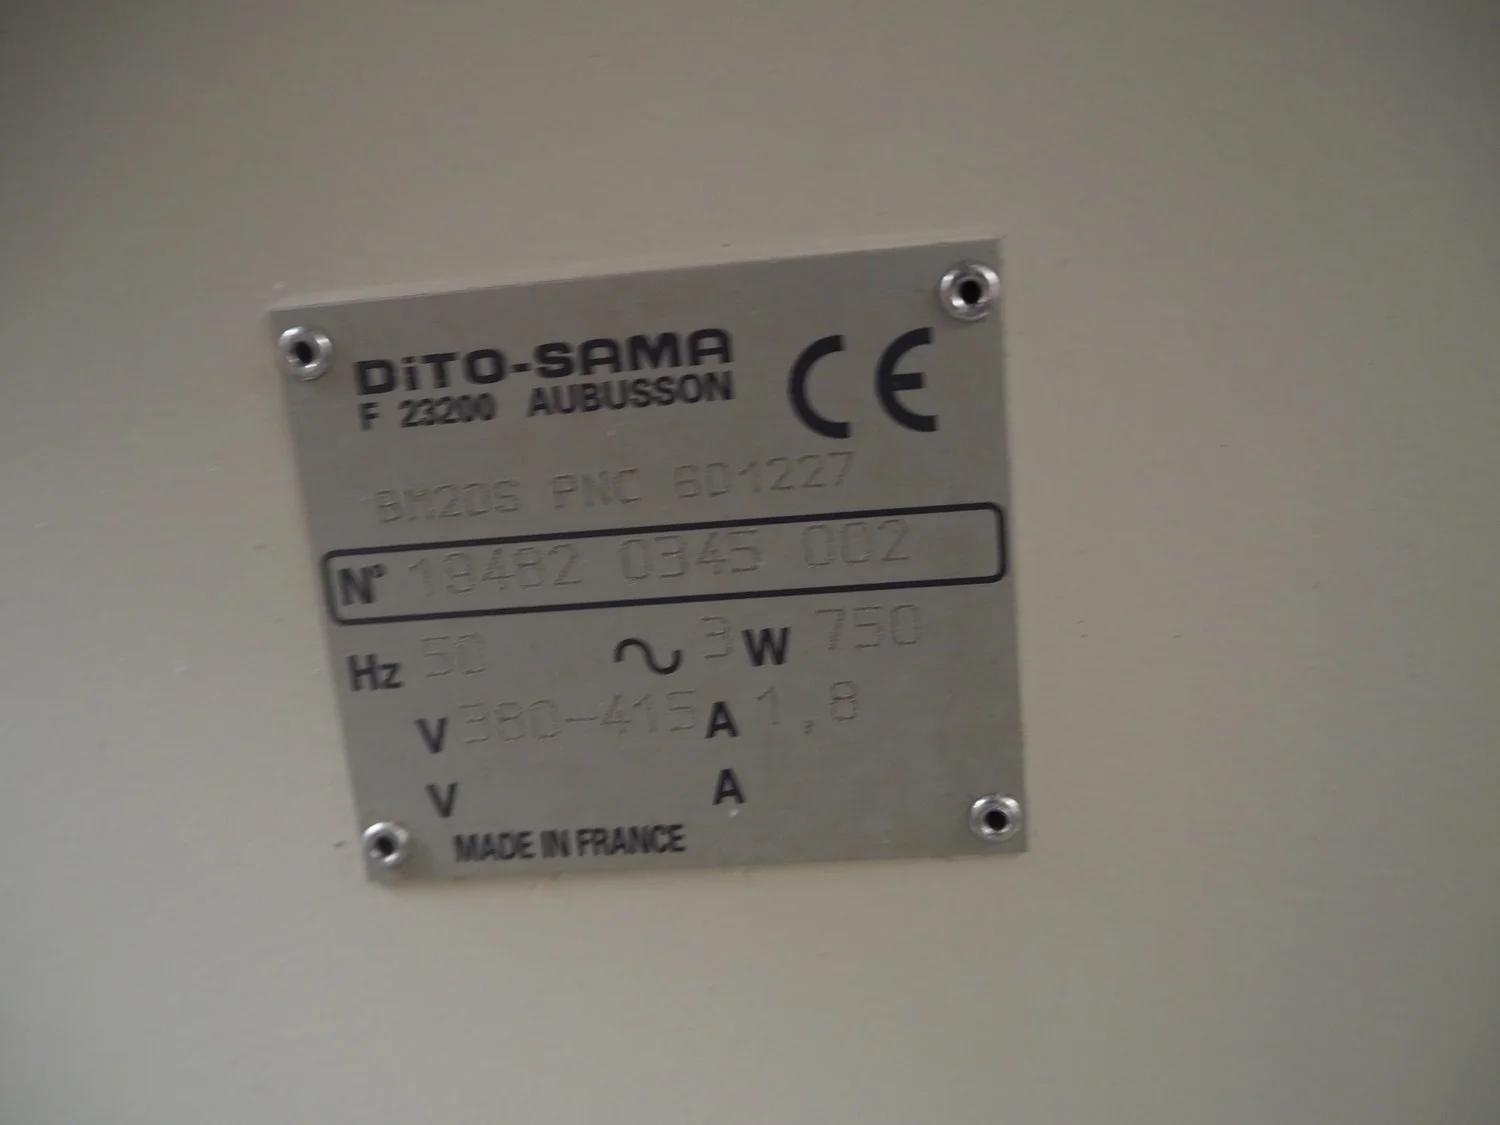 DiTO-SAMA
F 23200 AUBUSSON CE
BM20S PNC 601227
N° 19482 0345 002
Hz 50 ~ 3 W 750
V 380-415 A 1,8
V A
MADE IN FRANCE